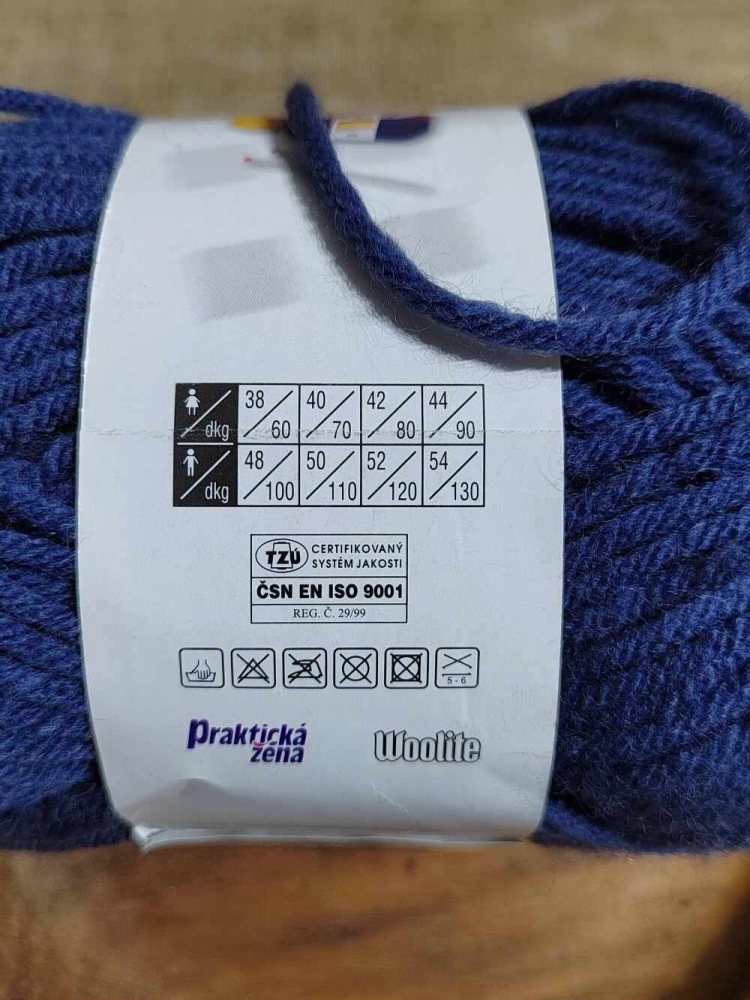 38 40 42 44
dkg 60 70 80 90
48 50 52 54
dkg 100 110 120 130
TZÚ CERTIFIKOVANÝ
SYSTÉM JAKOSTI
ČSN EN ISO 9001
REG. Č. 29/99
5 - 6
Praktická
žena
Woolite